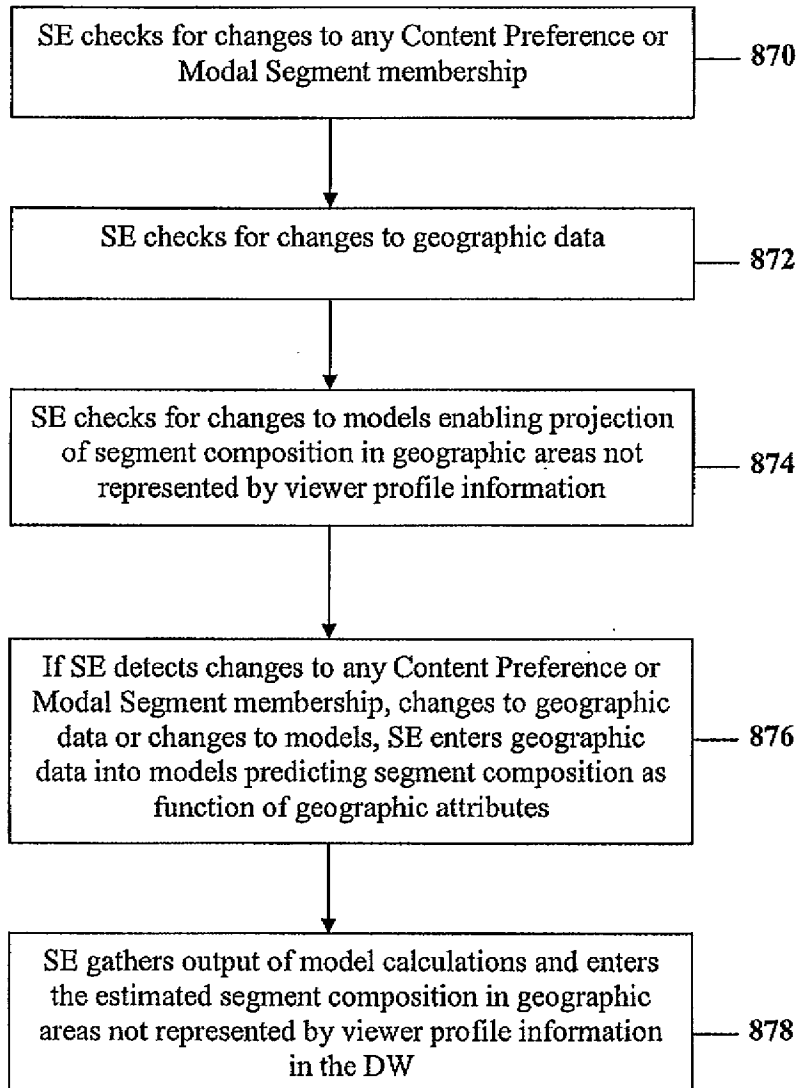 SE checks for changes to any Content Preference or
Modal Segment membership
870
SE checks for changes to geographic data
872
SE checks for changes to models enabling projection
of segment composition in geographic areas not
represented by viewer profile information
874
If SE detects changes to any Content Preference or
Modal Segment membership, changes to geographic
data or changes to models, SE enters geographic
data into models predicting segment composition as
function of geographic attributes
876
SE gathers output of model calculations and enters
the estimated segment composition in geographic
areas not represented by viewer profile information
in the DW
878